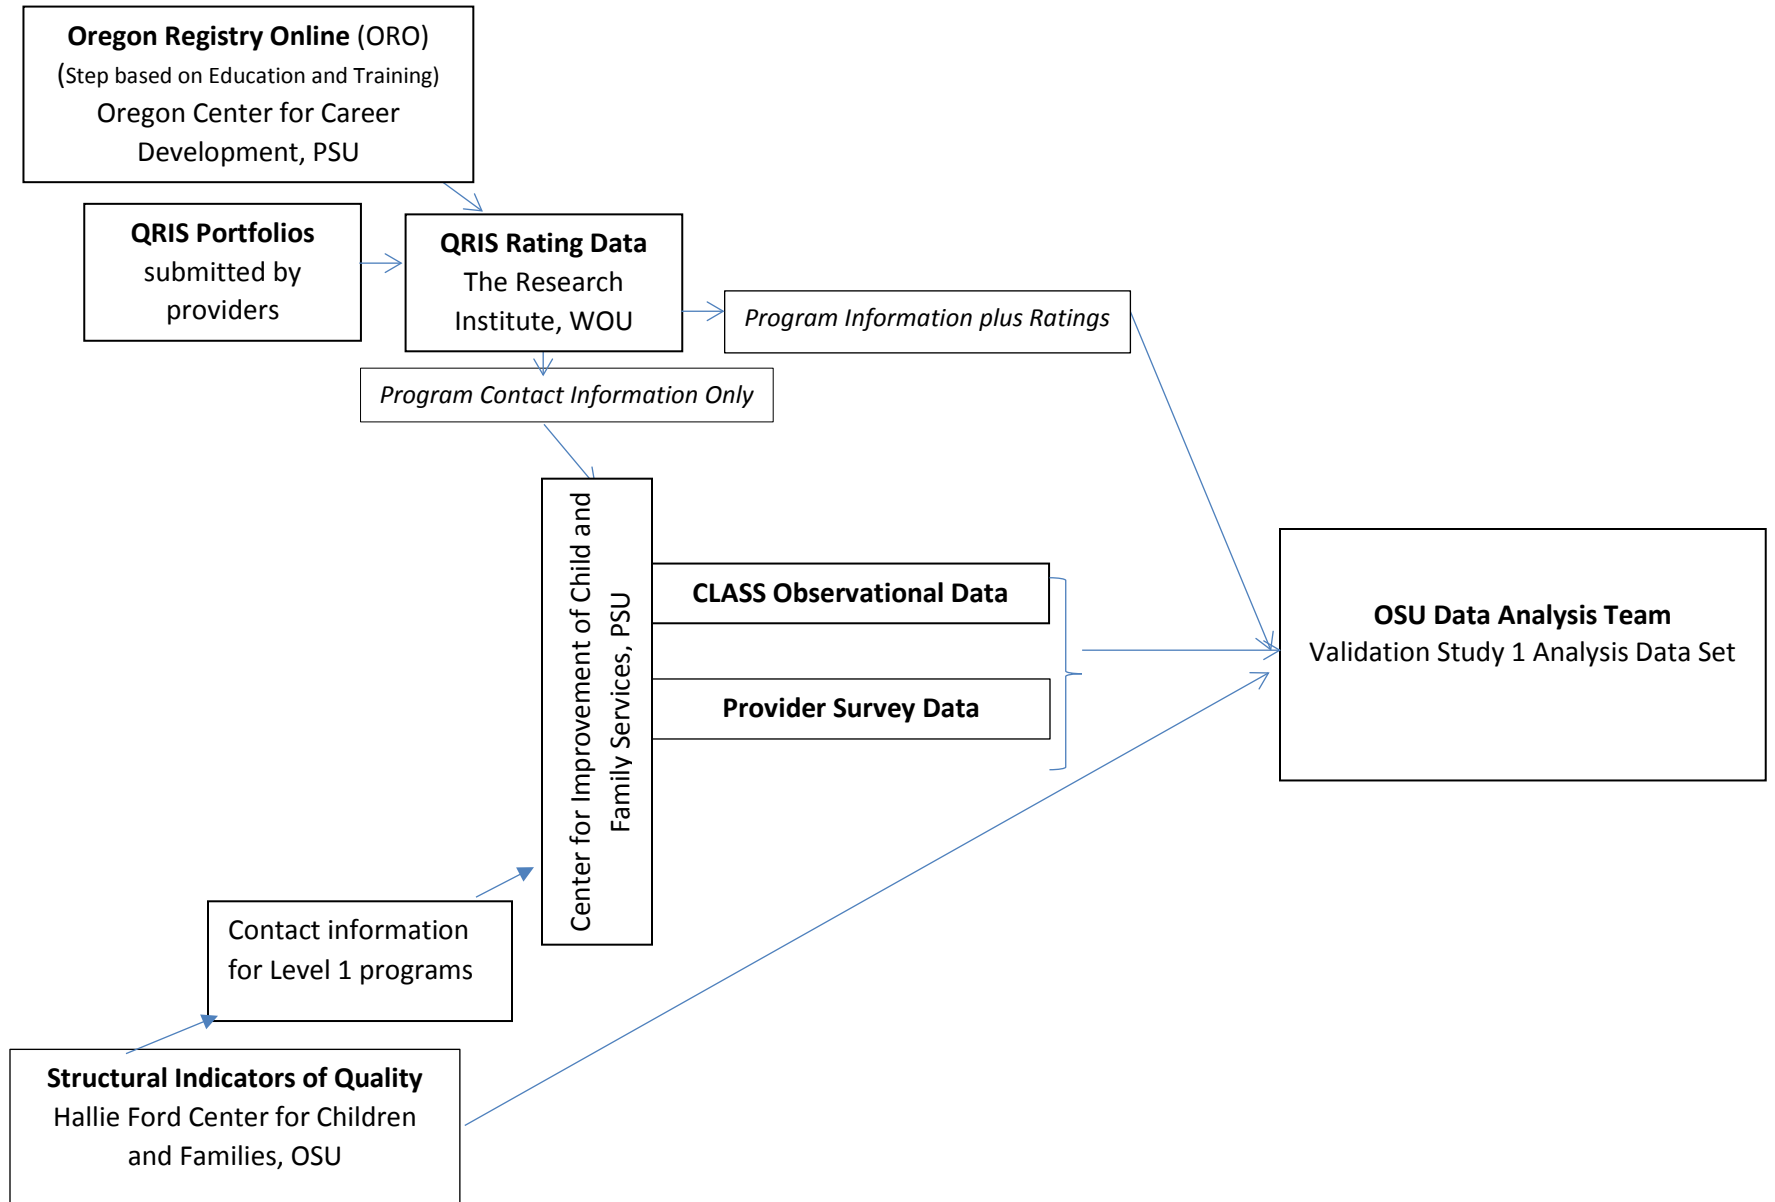 Oregon Registry Online (ORO)
(Step based on Education and Training)
Oregon Center for Career
Development, PSU
QRIS Portfolios
submitted by
providers
QRIS Rating Data
The Research
Institute, WOU
Program Information plus Ratings
Program Contact Information Only
Center for Improvement of Child and
Family Services, PSU
CLASS Observational Data
Provider Survey Data
OSU Data Analysis Team
Validation Study 1 Analysis Data Set
Contact information
for Level 1 programs
Structural Indicators of Quality
Hallie Ford Center for Children
and Families, OSU